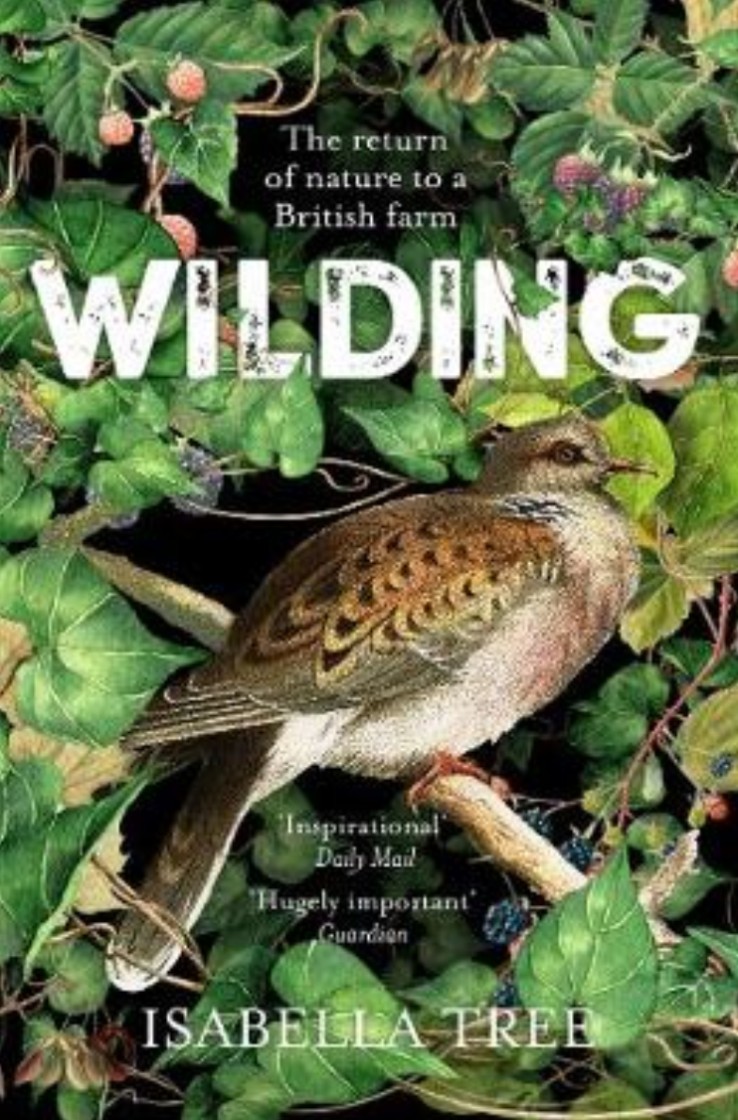 The return
of nature to a
British farm
WILDING
'Inspirational'
Daily Mail
'Hugely important'
Guardian
ISABELLA TREE